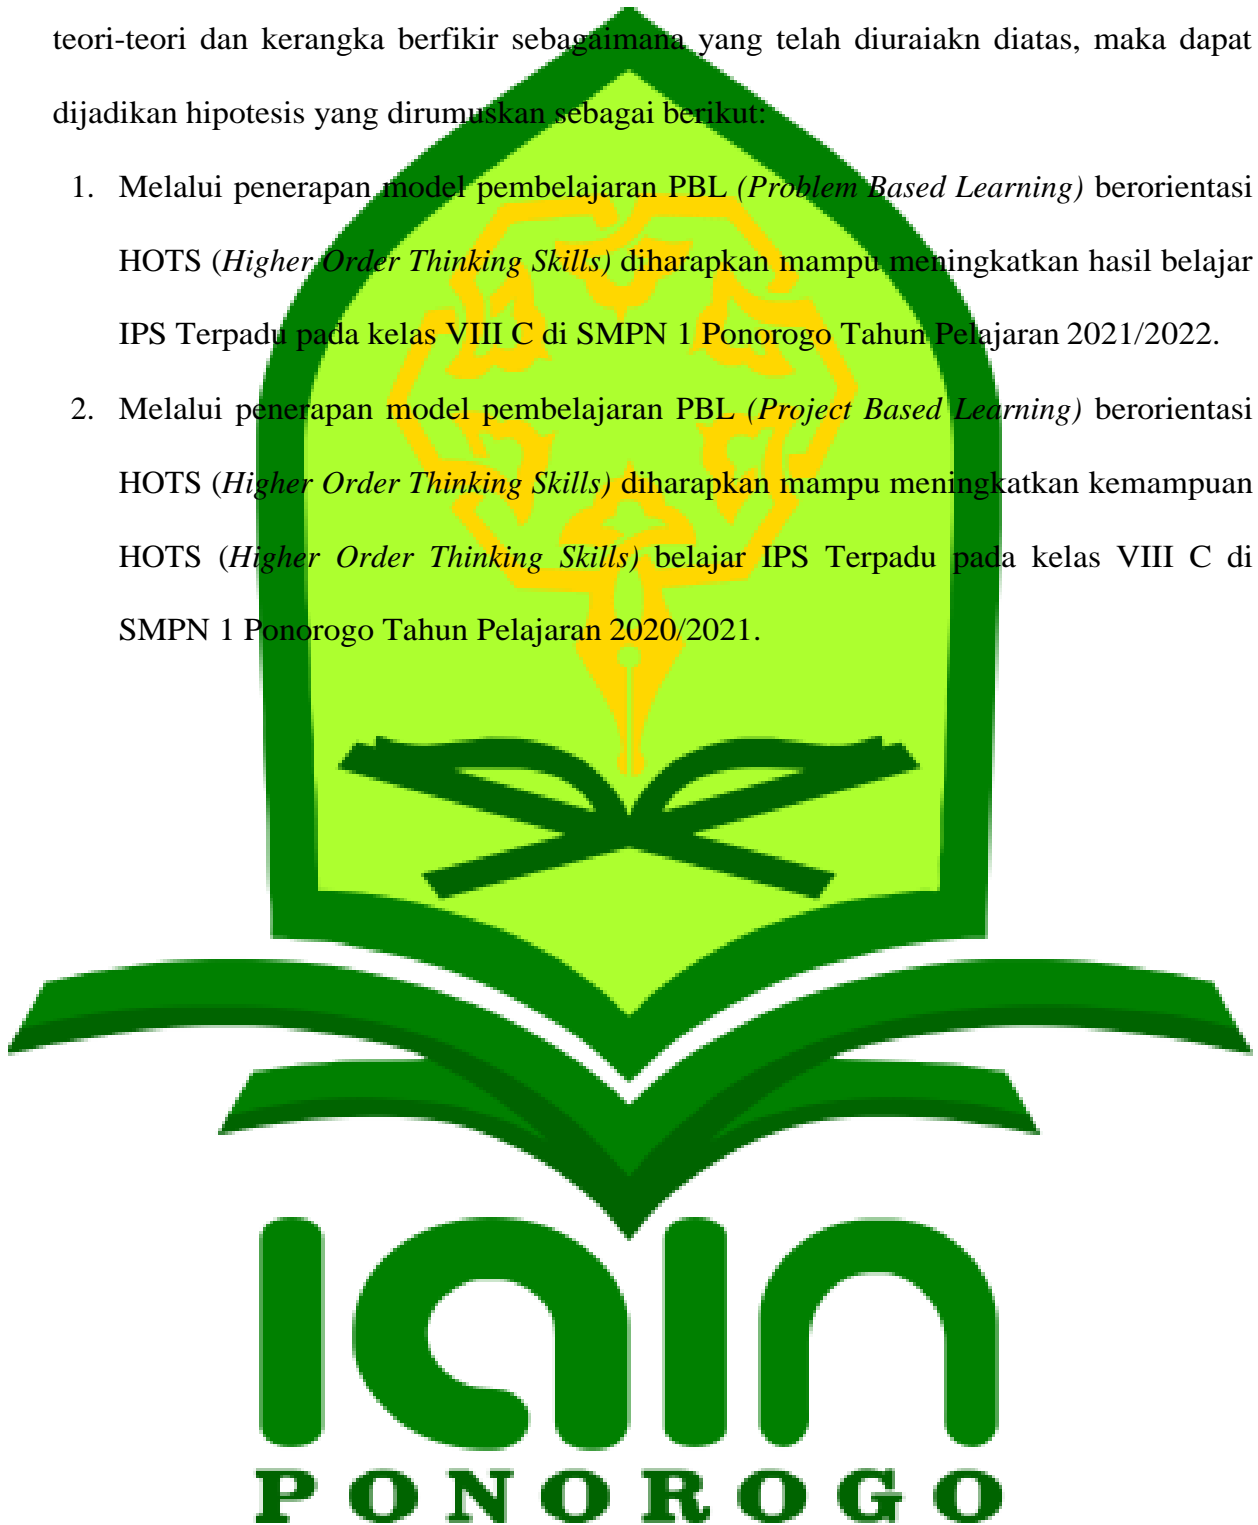 teori-teori dan kerangka berfikir sebagaimana yang telah diuraiakn diatas, maka dapat
dijadikan hipotesis yang dirumuskan sebagai berikut:
1. Melalui penerapan model pembelajaran PBL (Problem Based Learning) berorientasi
HOTS (Higher Order Thinking Skills) diharapkan mampu meningkatkan hasil belajar
IPS Terpadu pada kelas VIII C di SMPN 1 Ponorogo Tahun Pelajaran 2021/2022.
2. Melalui penerapan model pembelajaran PBL (Project Based Learning) berorientasi
HOTS (Higher Order Thinking Skills) diharapkan mampu meningkatkan kemampuan
HOTS (Higher Order Thinking Skills) belajar IPS Terpadu pada kelas VIII C di
SMPN 1 Ponorogo Tahun Pelajaran 2020/2021.
iain
PONOROGO